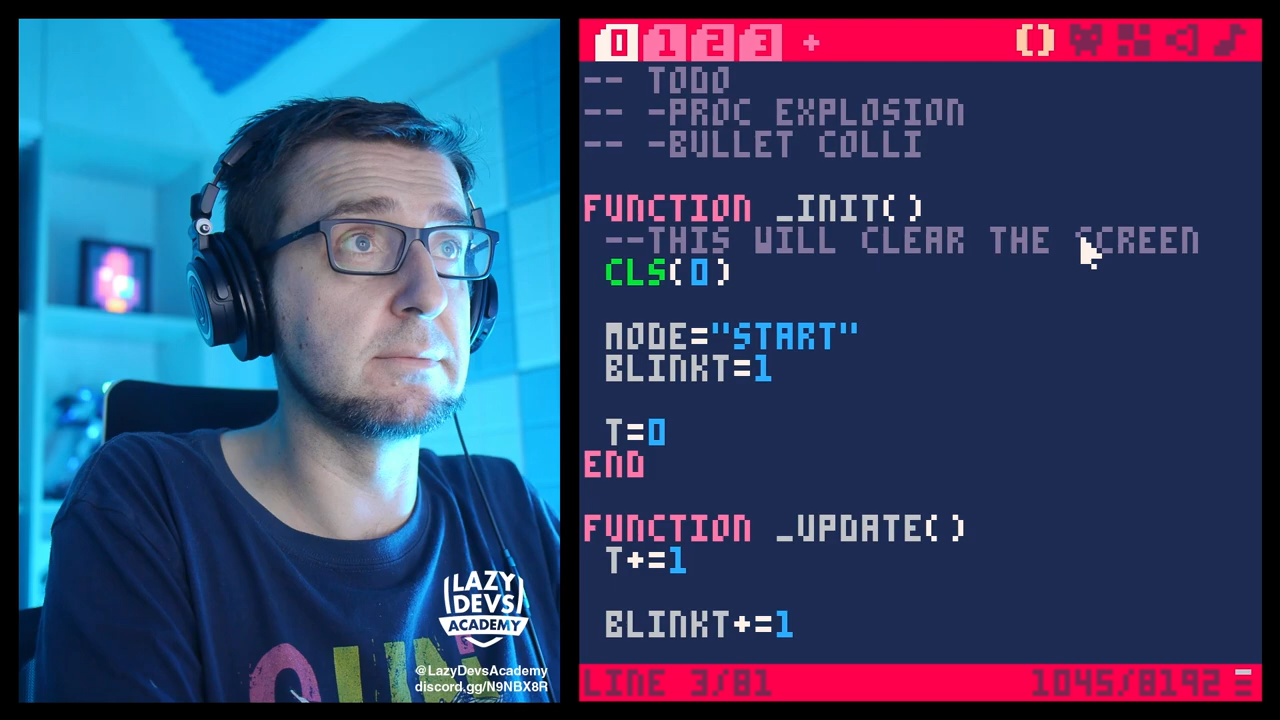 0 1 2 3 +
-- TODO
-- -PROC EXPLOSION
-- -BULLET COLLI
FUNCTION _INIT()
--THIS WILL CLEAR THE SCREEN
CLS(0)
MODE="START"
BLINKT=1
T=0
END
FUNCTION _UPDATE()
T+=1
BLINKT+=1
LINE 3/81
1045/8192
LAZY
DEVS
ACADEMY
@LazyDevsAcademy
discord.gg/N9NBX8R